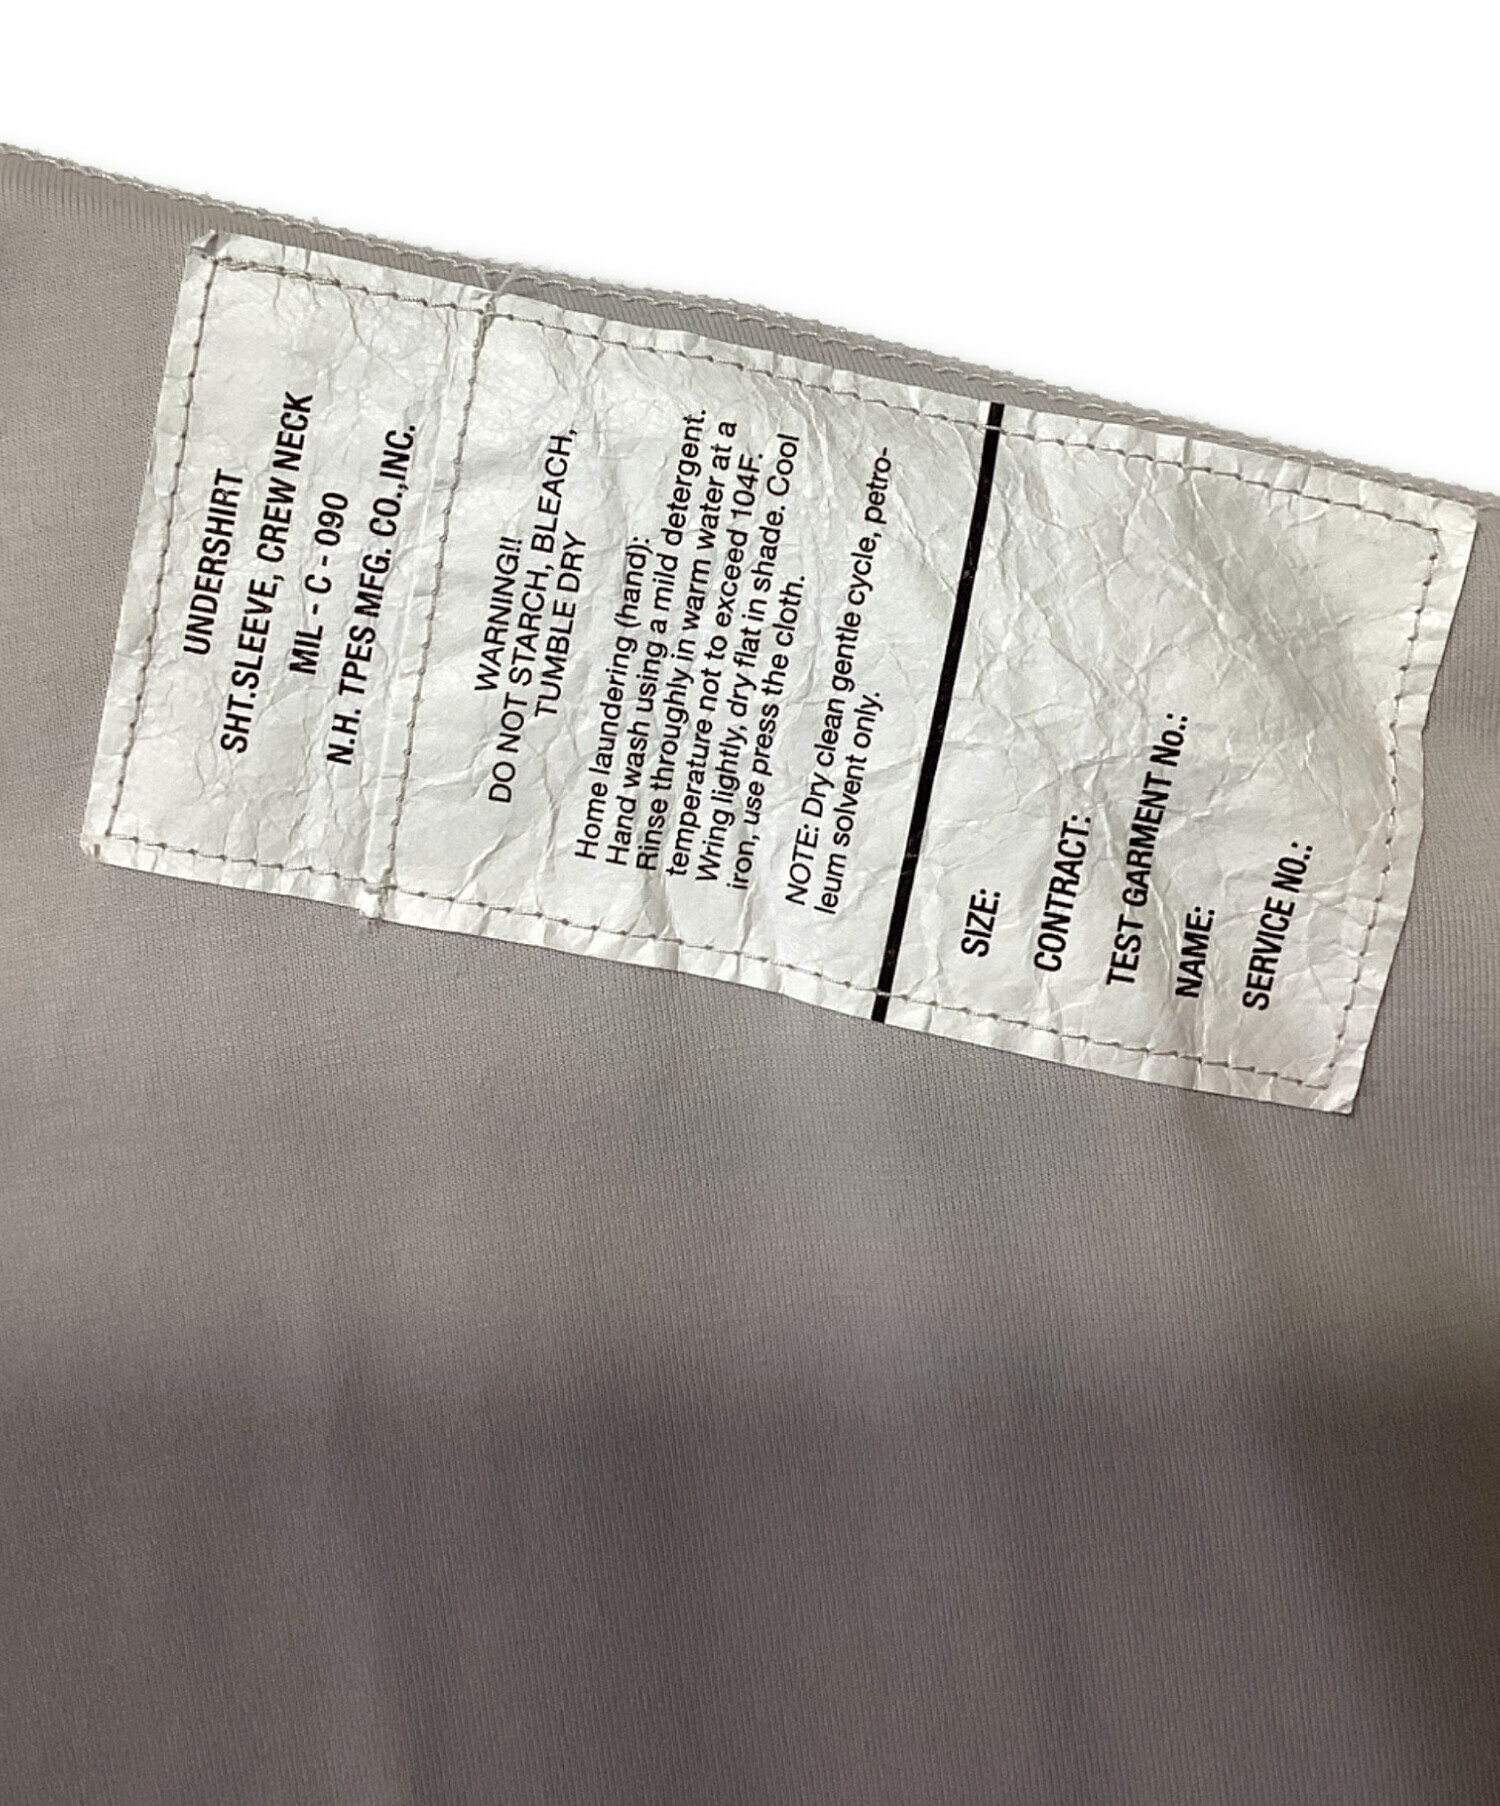 UNDERSHIRT
SHT.SLEEVE, CREW NECK
MIL - C - 090
N.H. TPES MFG. CO.,INC.
WARNING!!
DO NOT STARCH, BLEACH,
TUMBLE DRY
Home laundering (hand):
Hand wash using a mild detergent.
Rinse throughly in warm water at a
temperature not to exceed 104F.
Wring lightly, dry flat in shade. Cool
iron, use press the cloth.
NOTE: Dry clean gentle cycle, petro-
leum solvent only.
SIZE:
CONTRACT:
TEST GARMENT No.:
NAME:
SERVICE NO.: